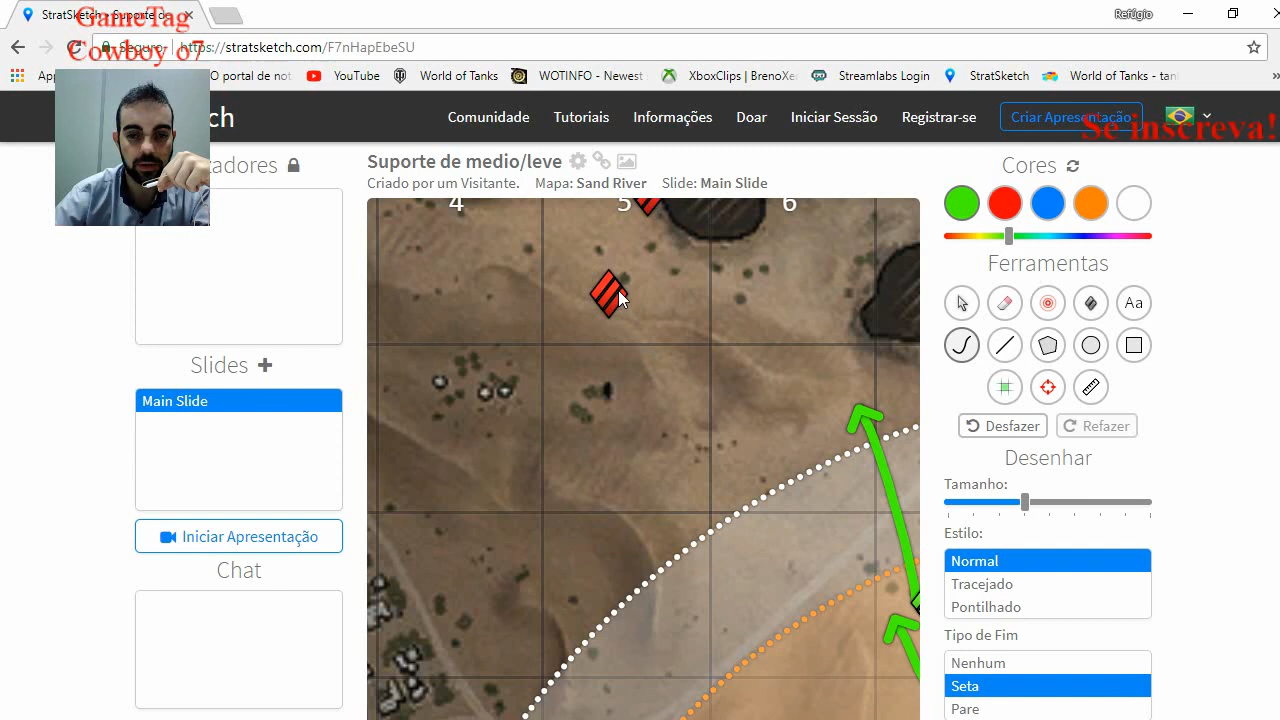 StratSketch - Suporte de
Refúgio
GameTag
Cowboy o7
Seguro
https://stratsketch.com/F7nHapEbeSU
O portal de not
YouTube
World of Tanks
WOTINFO - Newest
Xbox clips | BrenoXe
Streamlabs Login
StratSketch
World of Tanks - tan
tch
Comunidade
Tutoriais
Informações
Doar
Iniciar Sessão
Registrar-se
Criar Apresentação
Se inscreva!
zadores
Suporte de medio/leve
Criado por um Visitante. Mapa: Sand River Slide: Main Slide
4 5 6
Slides
Main Slide
Iniciar Apresentação
Chat
Cores
Ferramentas
Aa
Desfazer
Refazer
Desenhar
Tamanho:
Estilo:
Normal
Tracejado
Pontilhado
Tipo de Fim
Nenhum
Seta
Pare